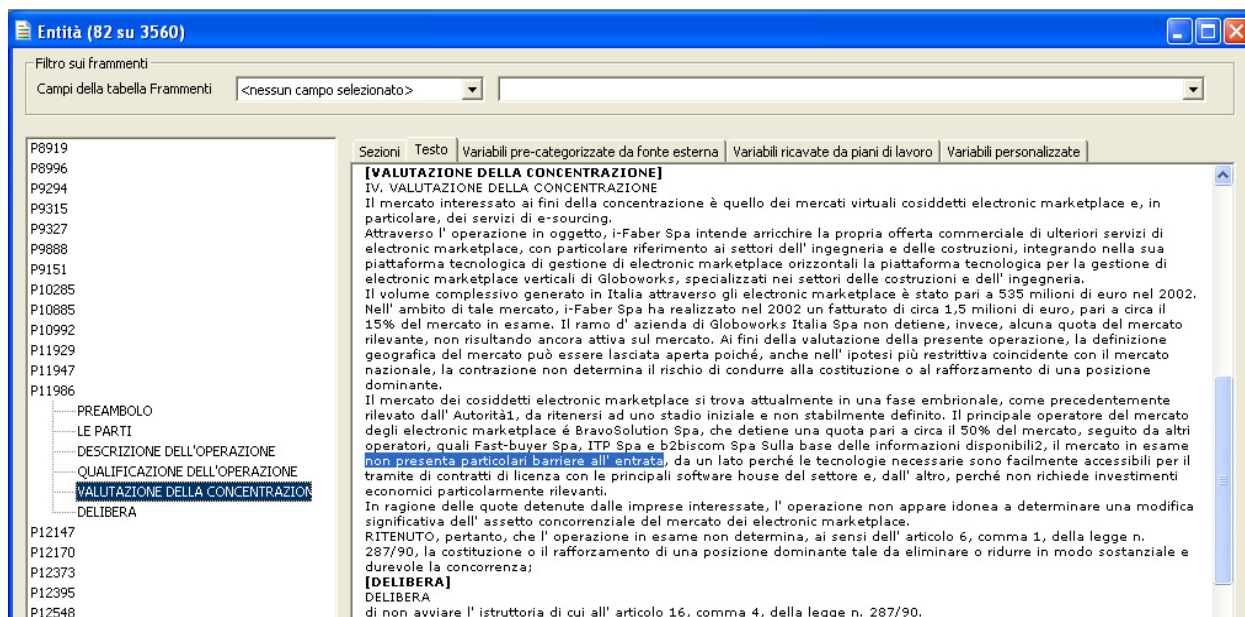 Entità (82 su 3560)
Filtro sui frammenti
Campi della tabella Frammenti <nessun campo selezionato>
P8919
P8996
P9294
P9315
P9327
P9888
P9151
P10285
P10885
P10992
P11929
P11947
P11986
PREAMBOLO
LE PARTI
DESCRIZIONE DELL'OPERAZIONE
QUALIFICAZIONE DELL'OPERAZIONE
VALUTAZIONE DELLA CONCENTRAZION
DELIBERA
P12147
P12170
P12373
P12395
P12548
Sezioni Testo Variabili pre-categorizzate da fonte esterna Variabili ricavate da piani di lavoro Variabili personalizzate
[VALUTAZIONE DELLA CONCENTRAZIONE]
IV. VALUTAZIONE DELLA CONCENTRAZIONE
Il mercato interessato ai fini della concentrazione è quello dei mercati virtuali cosiddetti electronic marketplace e, in
particolare, dei servizi di e-sourcing.
Attraverso l' operazione in oggetto, i-Faber Spa intende arricchire la propria offerta commerciale di ulteriori servizi di
electronic marketplace, con particolare riferimento ai settori dell' ingegneria e delle costruzioni, integrando nella sua
piattaforma tecnologica di gestione di electronic marketplace orizzontali la piattaforma tecnologica per la gestione di
electronic marketplace verticali di Globoworks, specializzati nei settori delle costruzioni e dell' ingegneria.
Il volume complessivo generato in Italia attraverso gli electronic marketplace è stato pari a 535 milioni di euro nel 2002.
Nell' ambito di tale mercato, i-Faber Spa ha realizzato nel 2002 un fatturato di circa 1,5 milioni di euro, pari a circa il
15% del mercato in esame. Il ramo d' azienda di Globoworks Italia Spa non detiene, invece, alcuna quota del mercato
rilevante, non risultando ancora attiva sul mercato. Ai fini della valutazione della presente operazione, la definizione
geografica del mercato può essere lasciata aperta poiché, anche nell' ipotesi più restrittiva coincidente con il mercato
nazionale, la contrazione non determina il rischio di condurre alla costituzione o al rafforzamento di una posizione
dominante.
Il mercato dei cosiddetti electronic marketplace si trova attualmente in una fase embrionale, come precedentemente
rilevato dall' Autorità1, da ritenersi ad uno stadio iniziale e non stabilmente definito. Il principale operatore del mercato
degli electronic marketplace é BravoSolution Spa, che detiene una quota pari a circa il 50% del mercato, seguito da altri
operatori, quali Fast-buyer Spa, ITP Spa e b2biscom Spa Sulla base delle informazioni disponibili2, il mercato in esame
non presenta particolari barriere all' entrata, da un lato perché le tecnologie necessarie sono facilmente accessibili per il
tramite di contratti di licenza con le principali software house del settore e, dall' altro, perché non richiede investimenti
economici particolarmente rilevanti.
In ragione delle quote detenute dalle imprese interessate, l' operazione non appare idonea a determinare una modifica
significativa dell' assetto concorrenziale del mercato dei electronic marketplace.
RITENUTO, pertanto, che l' operazione in esame non determina, ai sensi dell' articolo 6, comma 1, della legge n.
287/90, la costituzione o il rafforzamento di una posizione dominante tale da eliminare o ridurre in modo sostanziale e
durevole la concorrenza;
[DELIBERA]
DELIBERA
di non avviare l' istruttoria di cui all' articolo 16, comma 4, della legge n. 287/90.